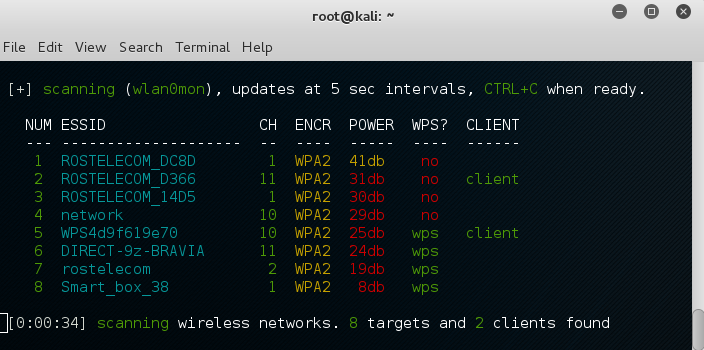 root@kali: ~
File Edit View Search Terminal Help
[+] scanning (wlan0mon), updates at 5 sec intervals, CTRL+C when ready.
NUM ESSID CH ENCR POWER WPS? CLIENT
--- -------------------- -- ---- ----- ---- ------
1 ROSTELECOM_DC8D 1 WPA2 41db no
2 ROSTELECOM_D366 11 WPA2 31db no client
3 ROSTELECOM_14D5 1 WPA2 30db no
4 network 10 WPA2 29db no
5 WPS4d9f619e70 10 WPA2 25db wps client
6 DIRECT-9z-BRAVIA 11 WPA2 24db wps
7 rostelecom 2 WPA2 19db wps
8 Smart_box_38 1 WPA2 8db wps
[0:00:34] scanning wireless networks. 8 targets and 2 clients found